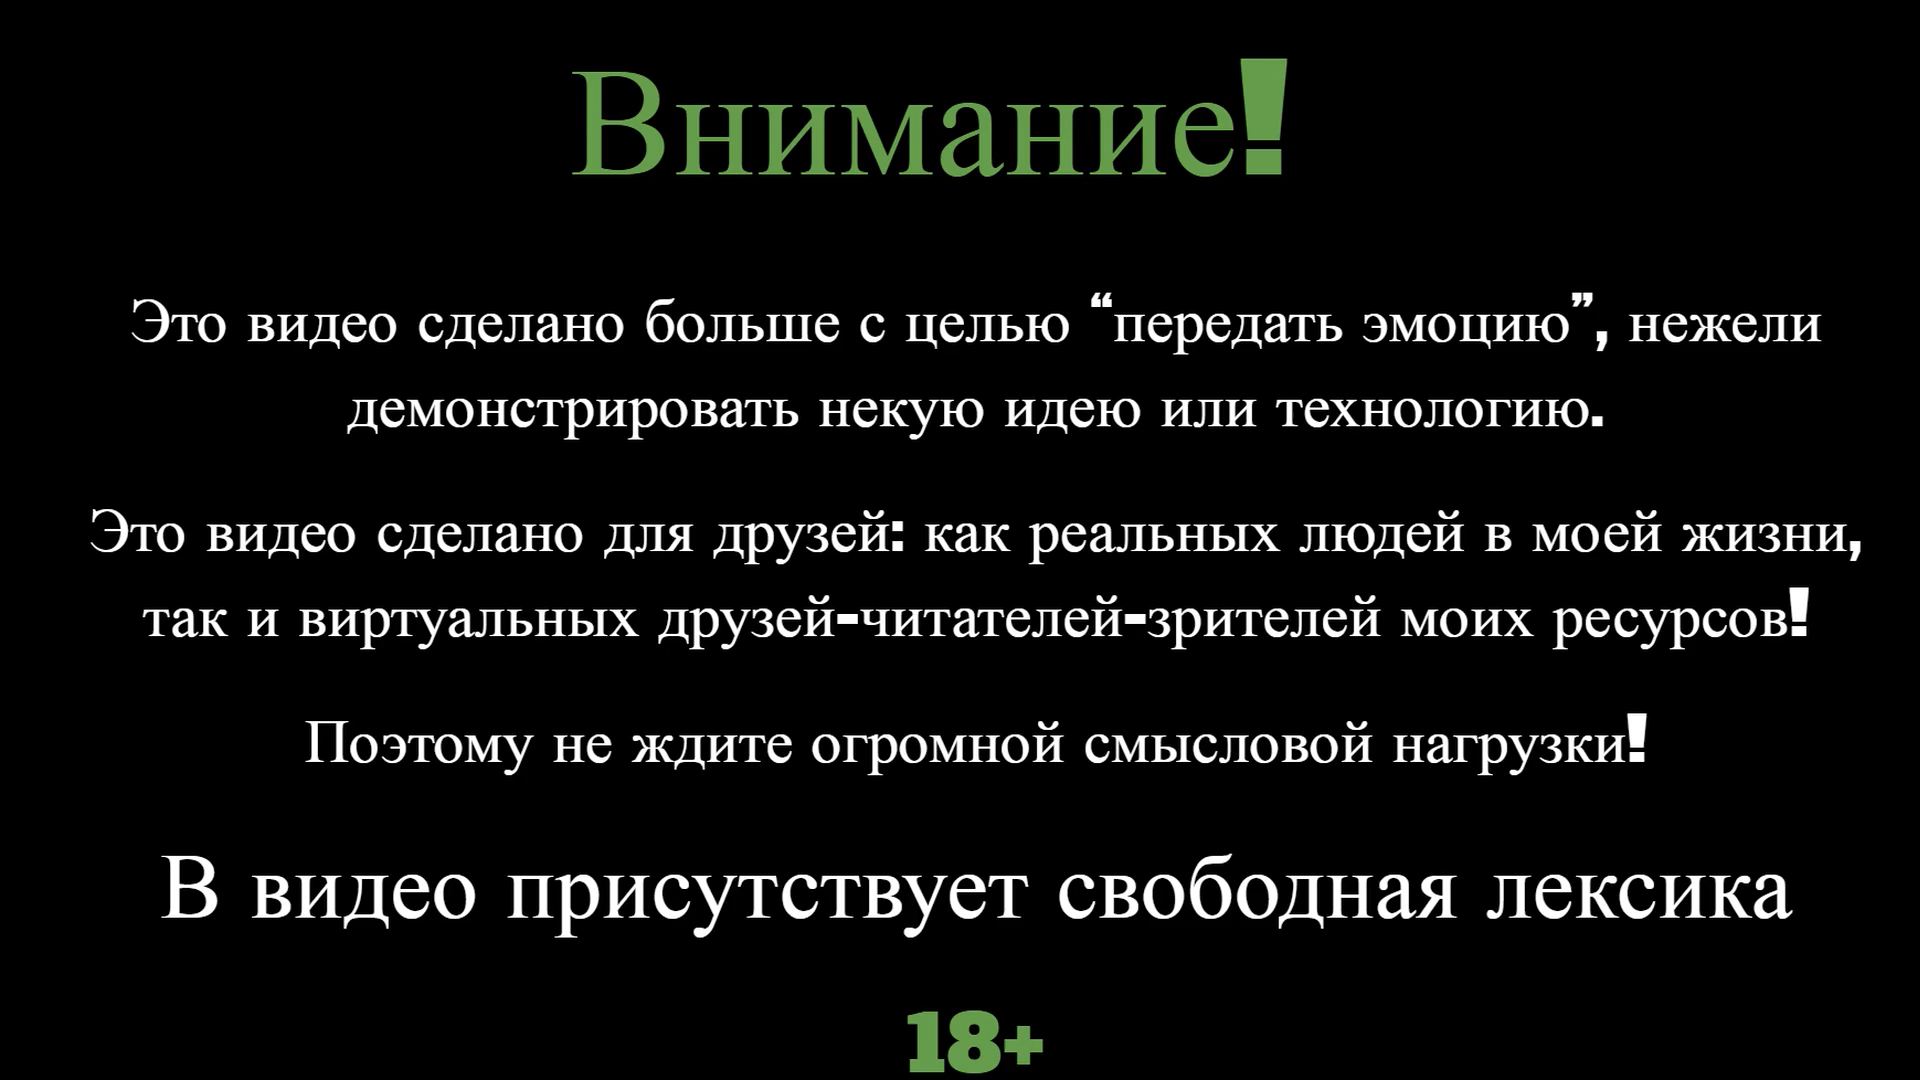 Внимание!
Это видео сделано больше с целью “передать эмоцию”, нежели
демонстрировать некую идею или технологию.
Это видео сделано для друзей: как реальных людей в моей жизни,
так и виртуальных друзей-читателей-зрителей моих ресурсов!
Поэтому не ждите огромной смысловой нагрузки!
В видео присутствует свободная лексика
18+